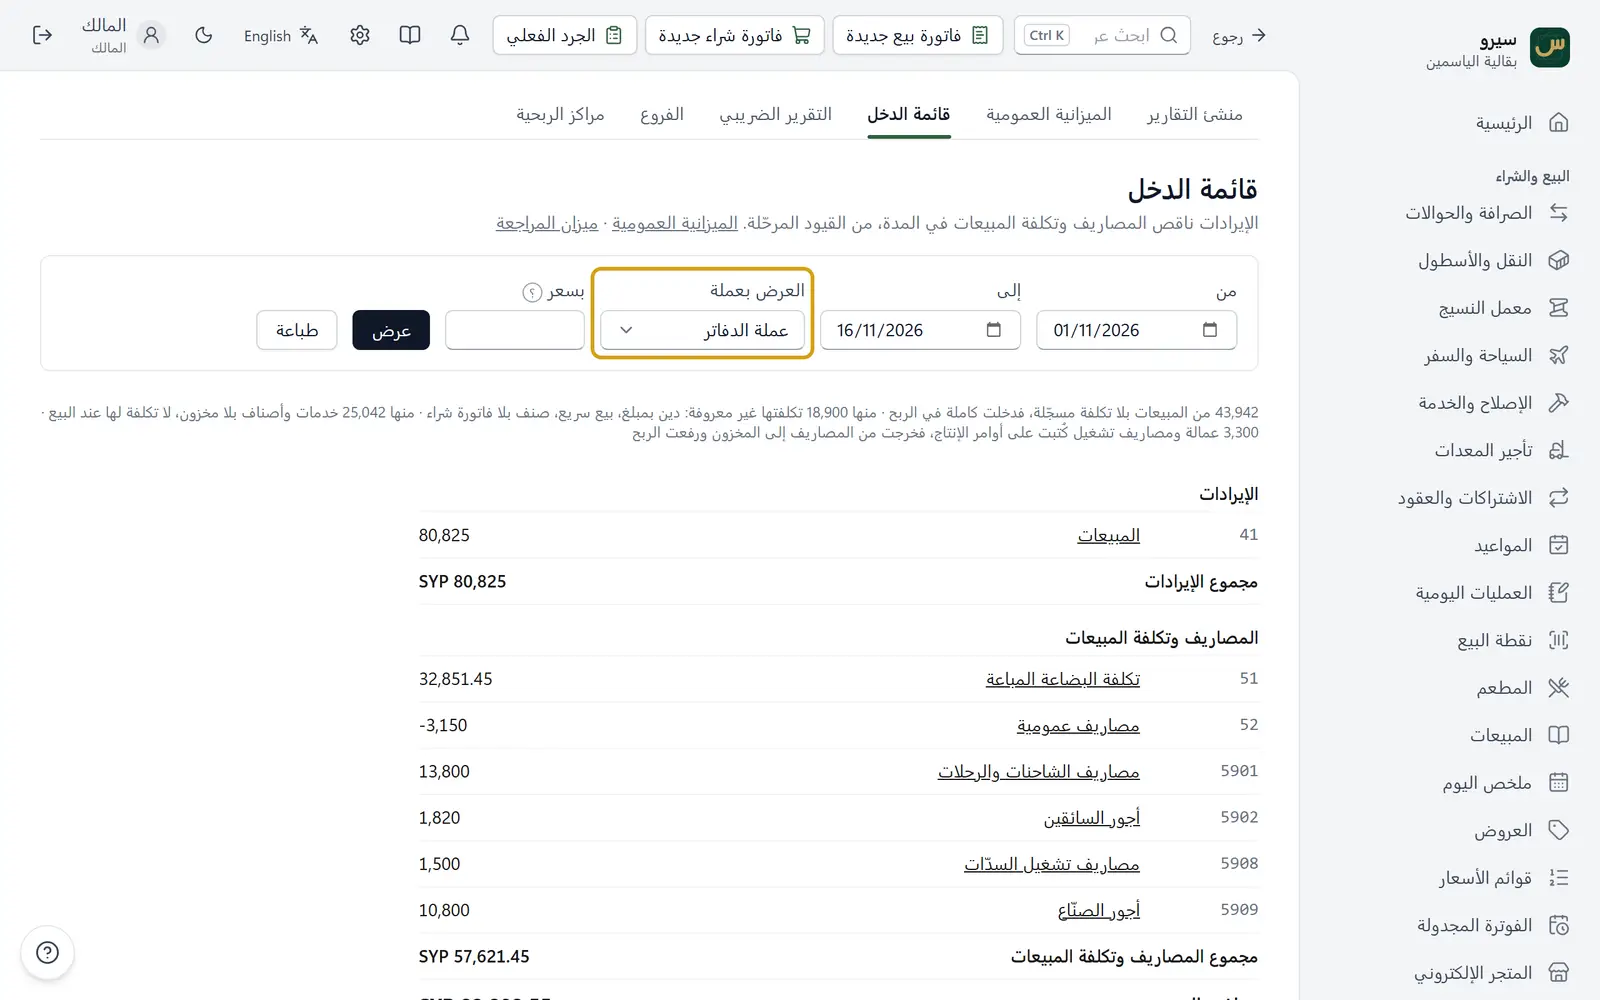 سيرو
بقالية الياسمين
رجوع
ابحث عر
Ctrl K
فاتورة بيع جديدة
فاتورة شراء جديدة
الجرد الفعلي
English
المالك
المالك
الرئيسية
البيع والشراء
الصرافة والحوالات
النقل والأسطول
معمل النسيج
السياحة والسفر
الإصلاح والخدمة
تأجير المعدات
الاشتراكات والعقود
المواعيد
العمليات اليومية
نقطة البيع
المطعم
المبيعات
ملخص اليوم
العروض
قوائم الأسعار
الفوترة المجدولة
المتجر الإلكتروني
منشئ التقارير
الميزانية العمومية
قائمة الدخل
التقرير الضريبي
الفروع
مراكز الربحية
قائمة الدخل
الإيرادات ناقص المصاريف وتكلفة المبيعات في المدة، من القيود المرحّلة. الميزانية العمومية · ميزان المراجعة
من
إلى
العرض بعملة
بسعر ؟
01/11/2026
16/11/2026
عملة الدفاتر
عرض
طباعة
43,942 من المبيعات بلا تكلفة مسجّلة، فدخلت كاملة في الربح · منها 18,900 تكلفتها غير معروفة: دين بمبلغ، بيع سريع، صنف بلا فاتورة شراء · منها 25,042 خدمات وأصناف بلا مخزون، لا تكلفة لها عند البيع ·
3,300 عمالة ومصاريف تشغيل كُتبت على أوامر الإنتاج، فخرجت من المصاريف إلى المخزون ورفعت الربح
الإيرادات
41 المبيعات 80,825
مجموع الإيرادات SYP 80,825
المصاريف وتكلفة المبيعات
51 تكلفة البضاعة المباعة 32,851.45
52 مصاريف عمومية -3,150
5901 مصاريف الشاحنات والرحلات 13,800
5902 أجور السائقين 1,820
5908 مصاريف تشغيل السدّات 1,500
5909 أجور الصنّاع 10,800
مجموع المصاريف وتكلفة المبيعات SYP 57,621.45